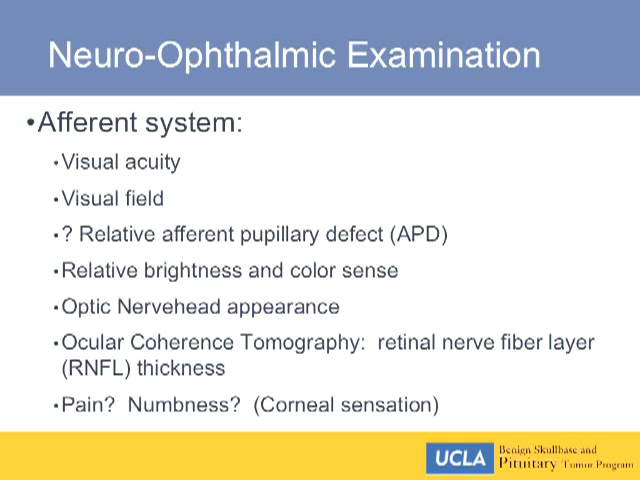 Neuro-Ophthalmic Examination
•Afferent system:
•Visual acuity
•Visual field
•? Relative afferent pupillary defect (APD)
•Relative brightness and color sense
•Optic Nervehead appearance
•Ocular Coherence Tomography:  retinal nerve fiber layer
(RNFL) thickness
•Pain?  Numbness?  (Corneal sensation)
UCLA
Benign Skullbase and
Pituitary Tumor Program